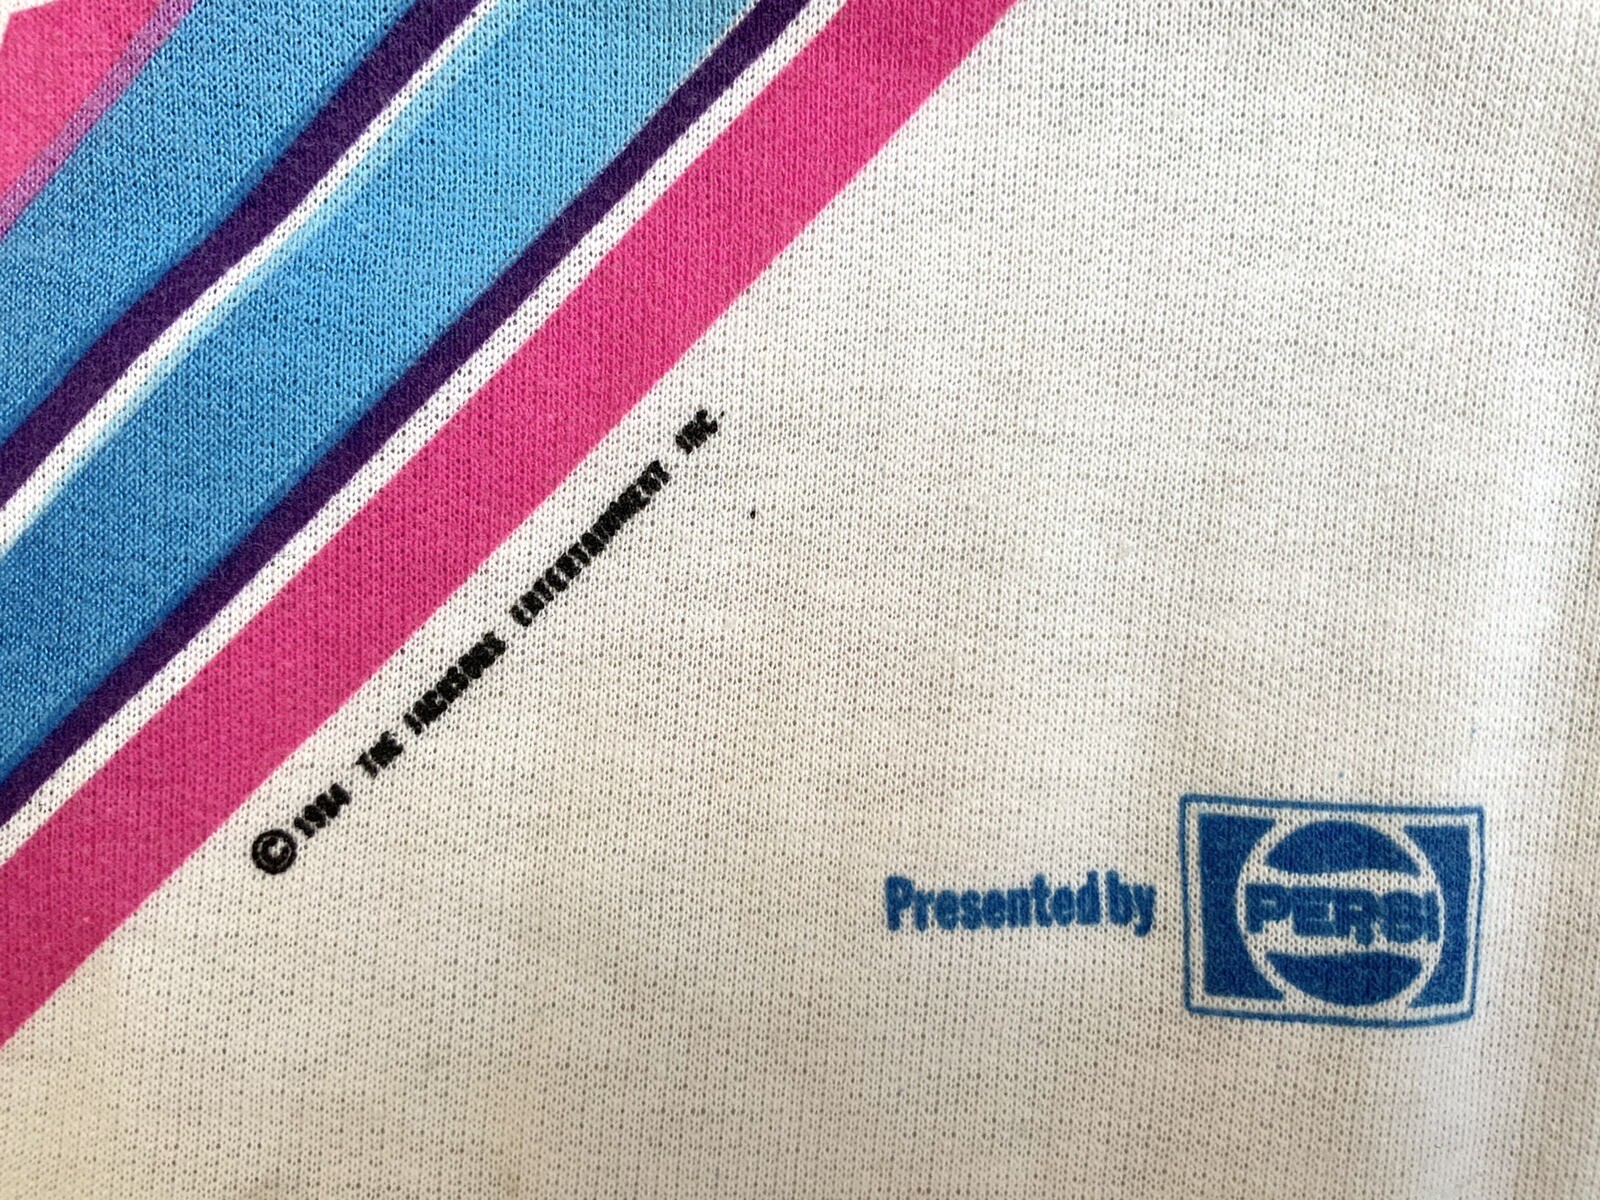 © 1984 THE JACKSONS ENTERTAINMENT INC.
Presented by
PEPSI